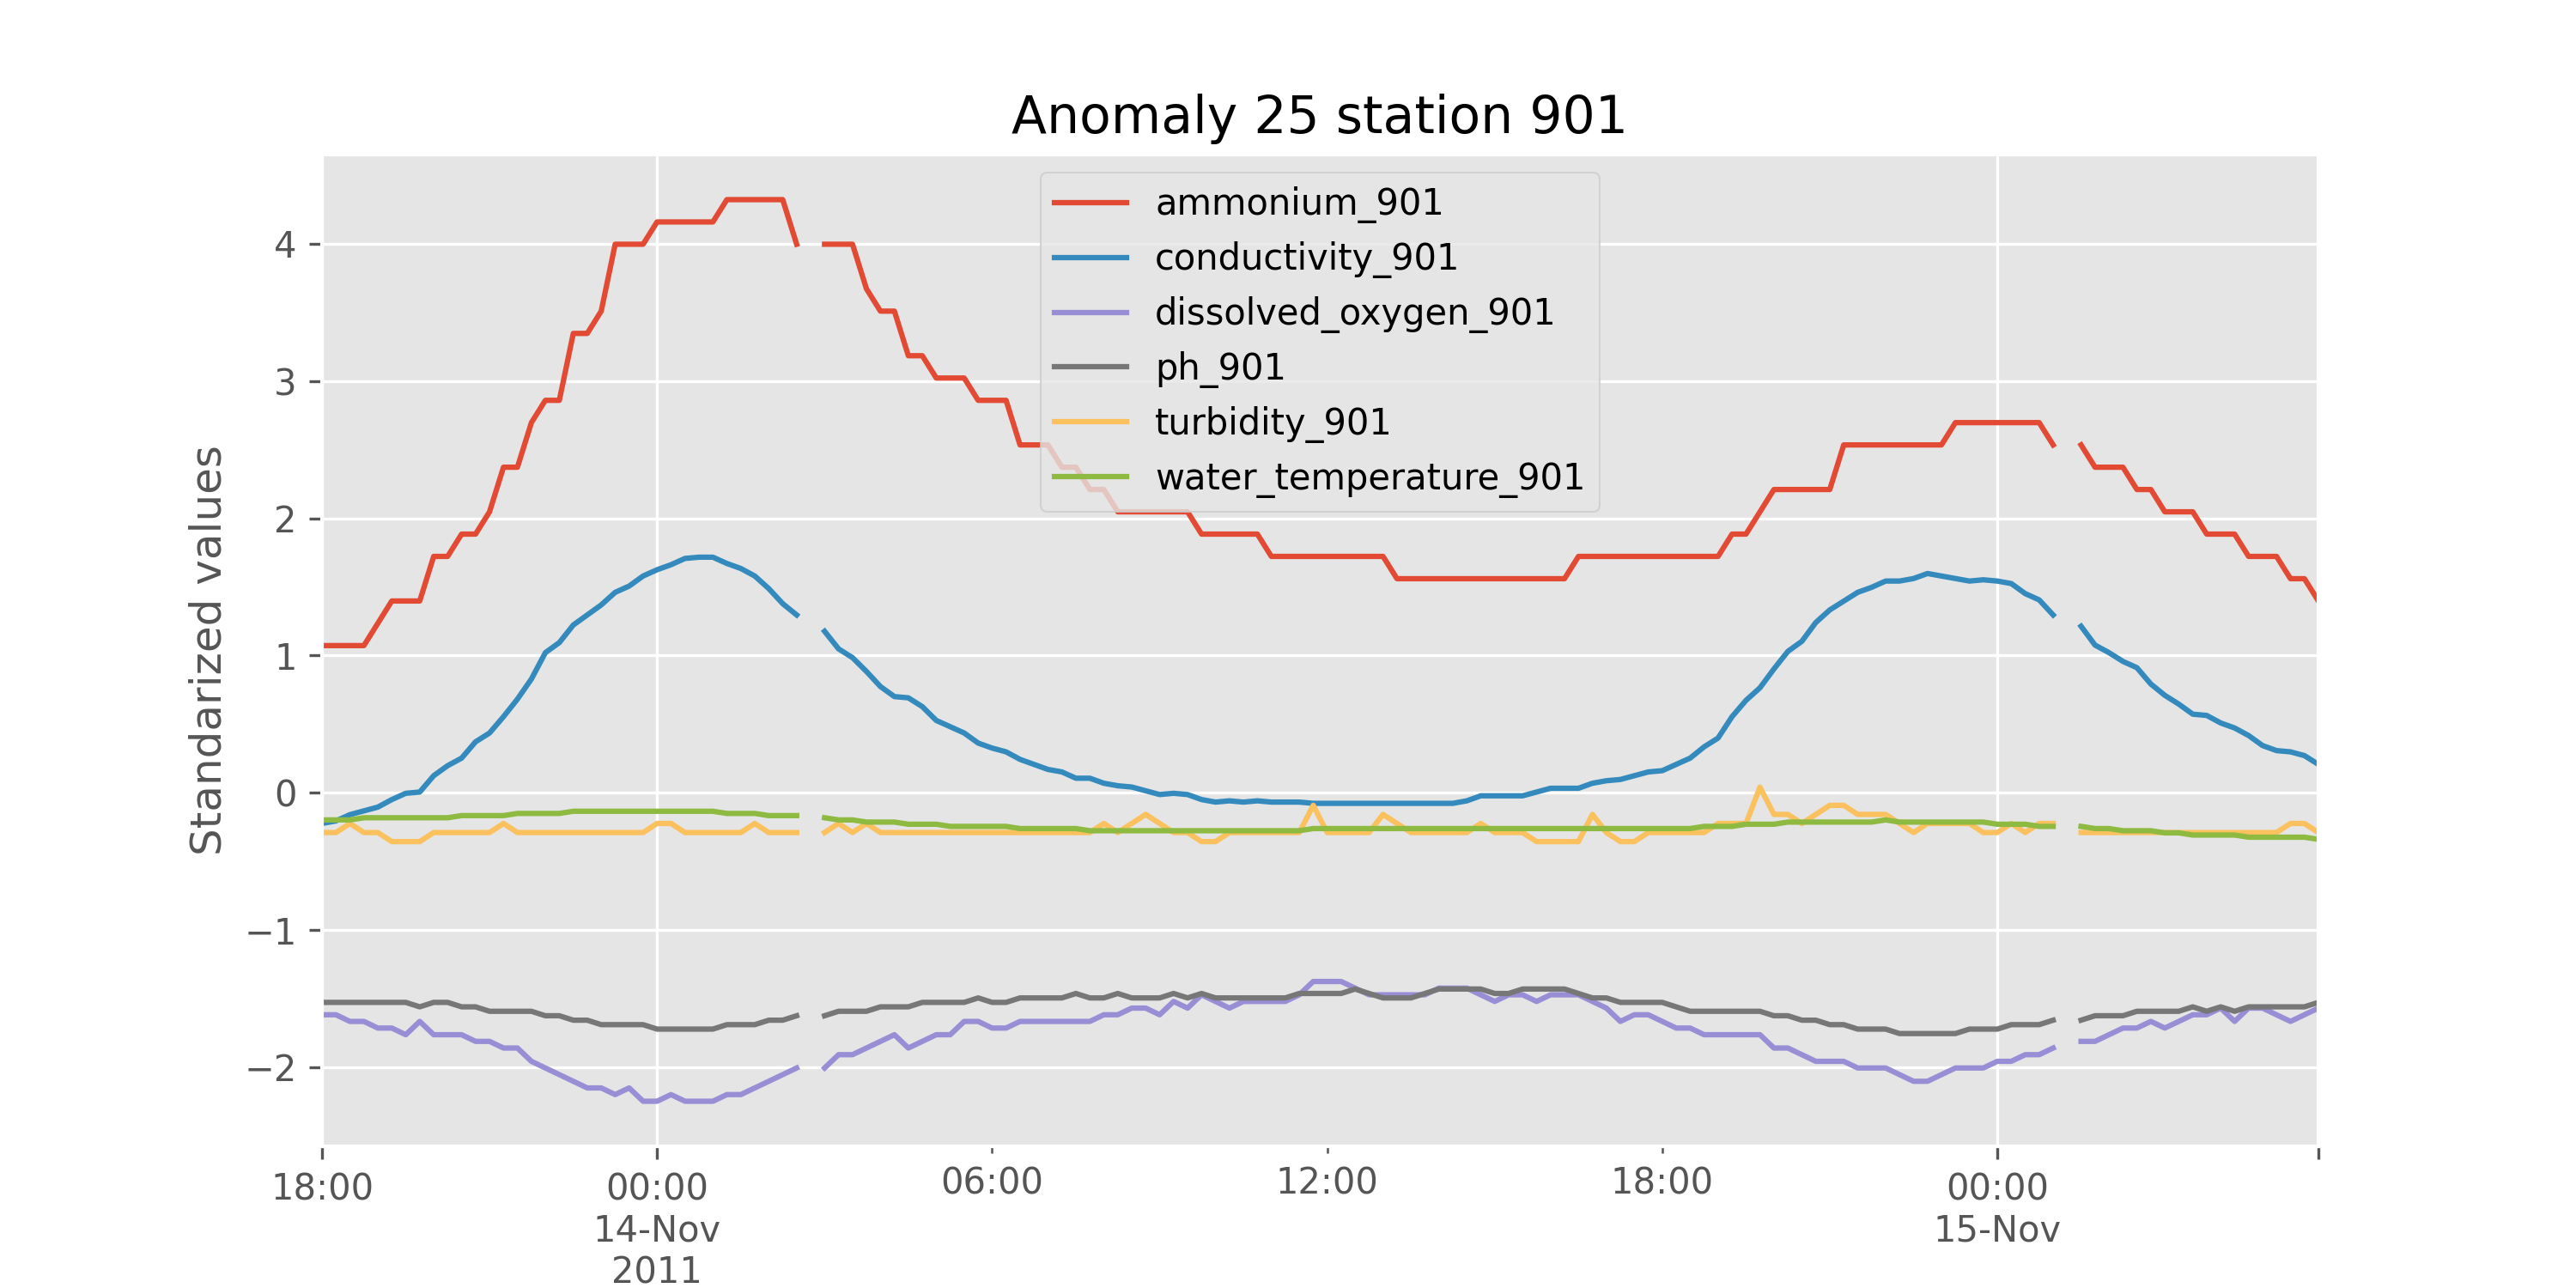 Anomaly 25 station 901
ammonium_901
conductivity_901
dissolved_oxygen_901
ph_901
turbidity_901
water_temperature_901
Standarized values
4
3
2
1
0
−1
−2
18:00
00:00
14-Nov
2011
06:00
12:00
18:00
00:00
15-Nov